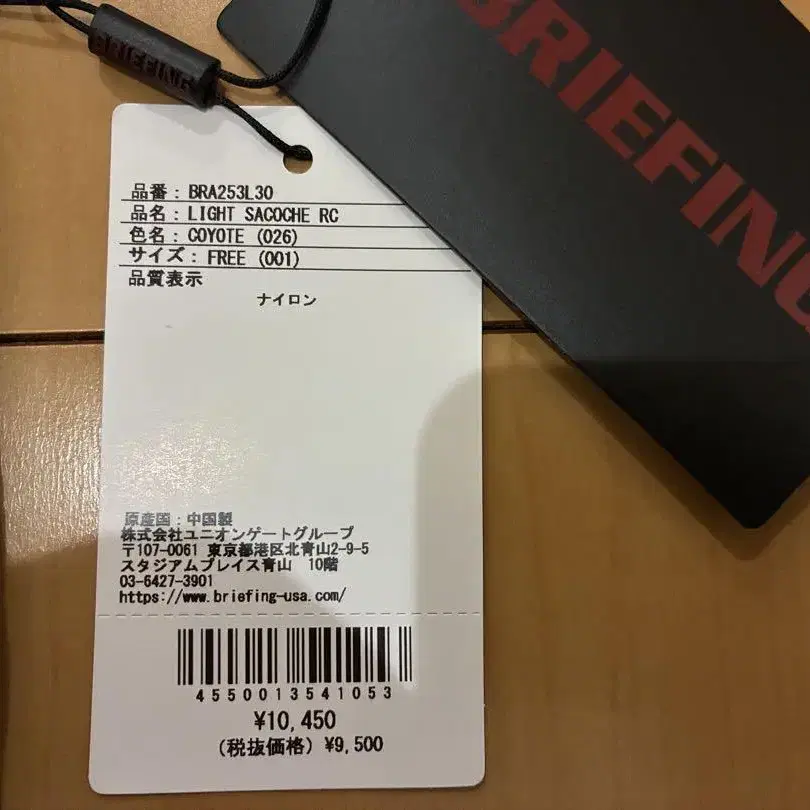 BRIEFING
BRIEFING
品番：BRA253L30
品名：LIGHT SACOCHE RC
色名：COYOTE (026)
サイズ：FREE (001)
品質表示
ナイロン
原産国：中国製
株式会社ユニオンゲートグループ
〒107-0061 東京都港区北青山2-9-5
スタジアムプレイス青山 10階
03-6427-3901
https://www.briefing-usa.com/
4550013541053
¥10,450
(税抜価格) ¥9,500